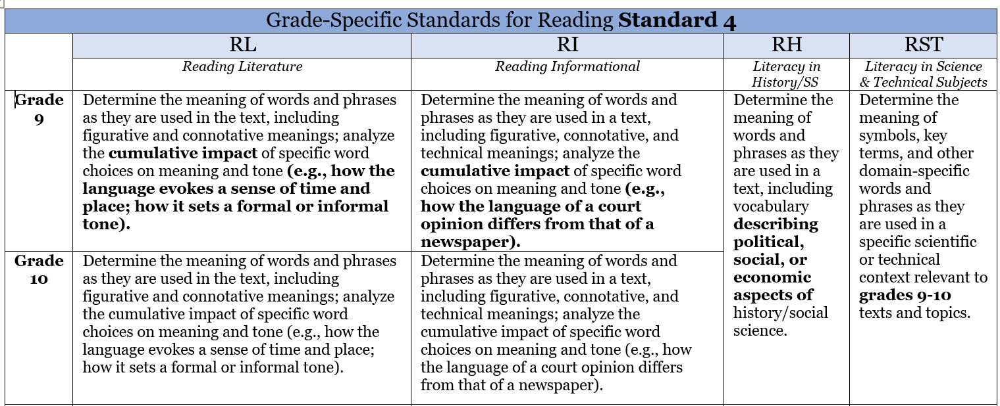 Grade-Specific Standards for Reading Standard 4
RL
RI
RH
RST
Reading Literature
Reading Informational
Literacy in
History/SS
Literacy in Science
& Technical Subjects
Grade
9
Determine the meaning of words and phrases
as they are used in the text, including
figurative and connotative meanings; analyze
the cumulative impact of specific word
choices on meaning and tone (e.g., how the
language evokes a sense of time and
place; how it sets a formal or informal
tone).
Determine the meaning of words and
phrases as they are used in a text,
including figurative, connotative, and
technical meanings; analyze the
cumulative impact of specific word
choices on meaning and tone (e.g.,
how the language of a court
opinion differs from that of a
newspaper).
Determine the
meaning of
words and
phrases as they
are used in a
text, including
vocabulary
describing
political,
social, or
economic
aspects of
history/social
science.
Determine the
meaning of
symbols, key
terms, and other
domain-specific
words and
phrases as they
are used in a
specific scientific
or technical
context relevant to
grades 9-10
texts and topics.
Grade
10
Determine the meaning of words and phrases
as they are used in the text, including
figurative and connotative meanings; analyze
the cumulative impact of specific word
choices on meaning and tone (e.g., how the
language evokes a sense of time and place;
how it sets a formal or informal tone).
Determine the meaning of words and
phrases as they are used in a text,
including figurative, connotative, and
technical meanings; analyze the
cumulative impact of specific word
choices on meaning and tone (e.g., how
the language of a court opinion differs
from that of a newspaper).